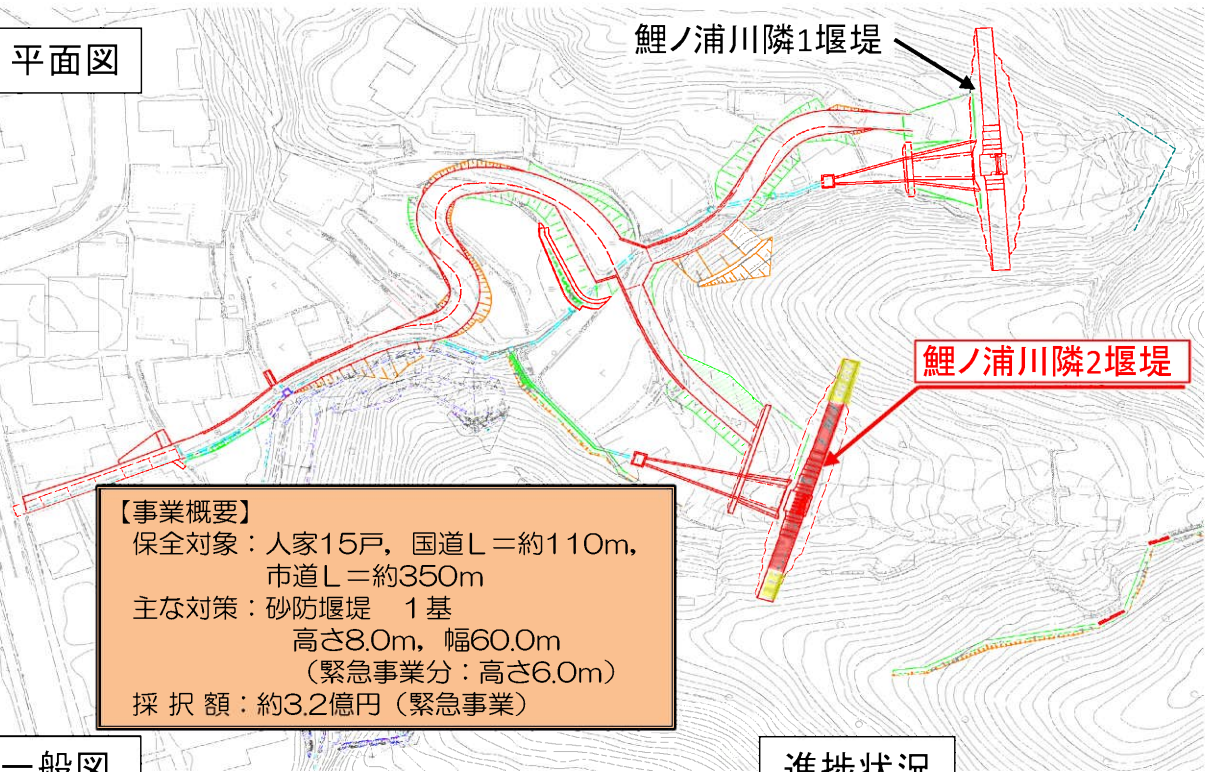 平面図
鯉ノ浦川隣1堰堤
鯉ノ浦川隣2堰堤
【事業概要】
保全対象：人家15戸，国道L＝約110m，
市道L＝約350m
主な対策：砂防堰堤　1基
高さ8.0m，幅60.0m
（緊急事業分：高さ6.0m）
採 択 額：約3.2億円（緊急事業）
一般図
進捗状況